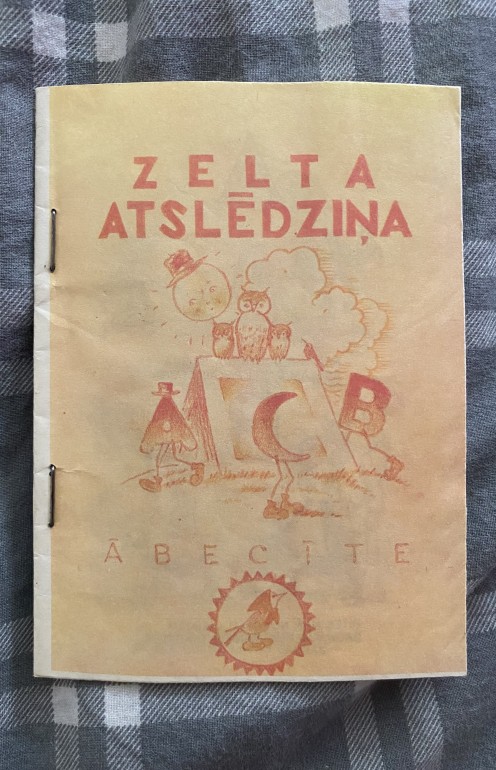 ZELTA
ATSLĒDZIŅA
A C B
ĀBECĪTE